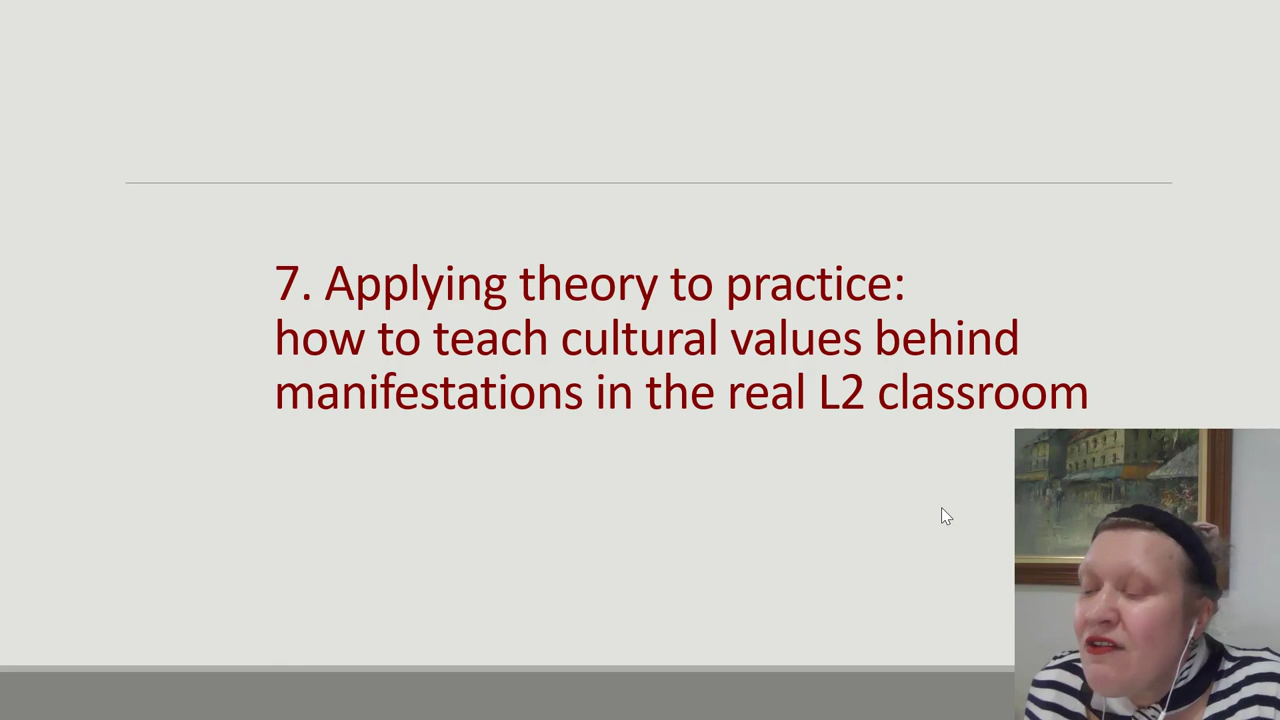 7. Applying theory to practice:
how to teach cultural values behind
manifestations in the real L2 classroom